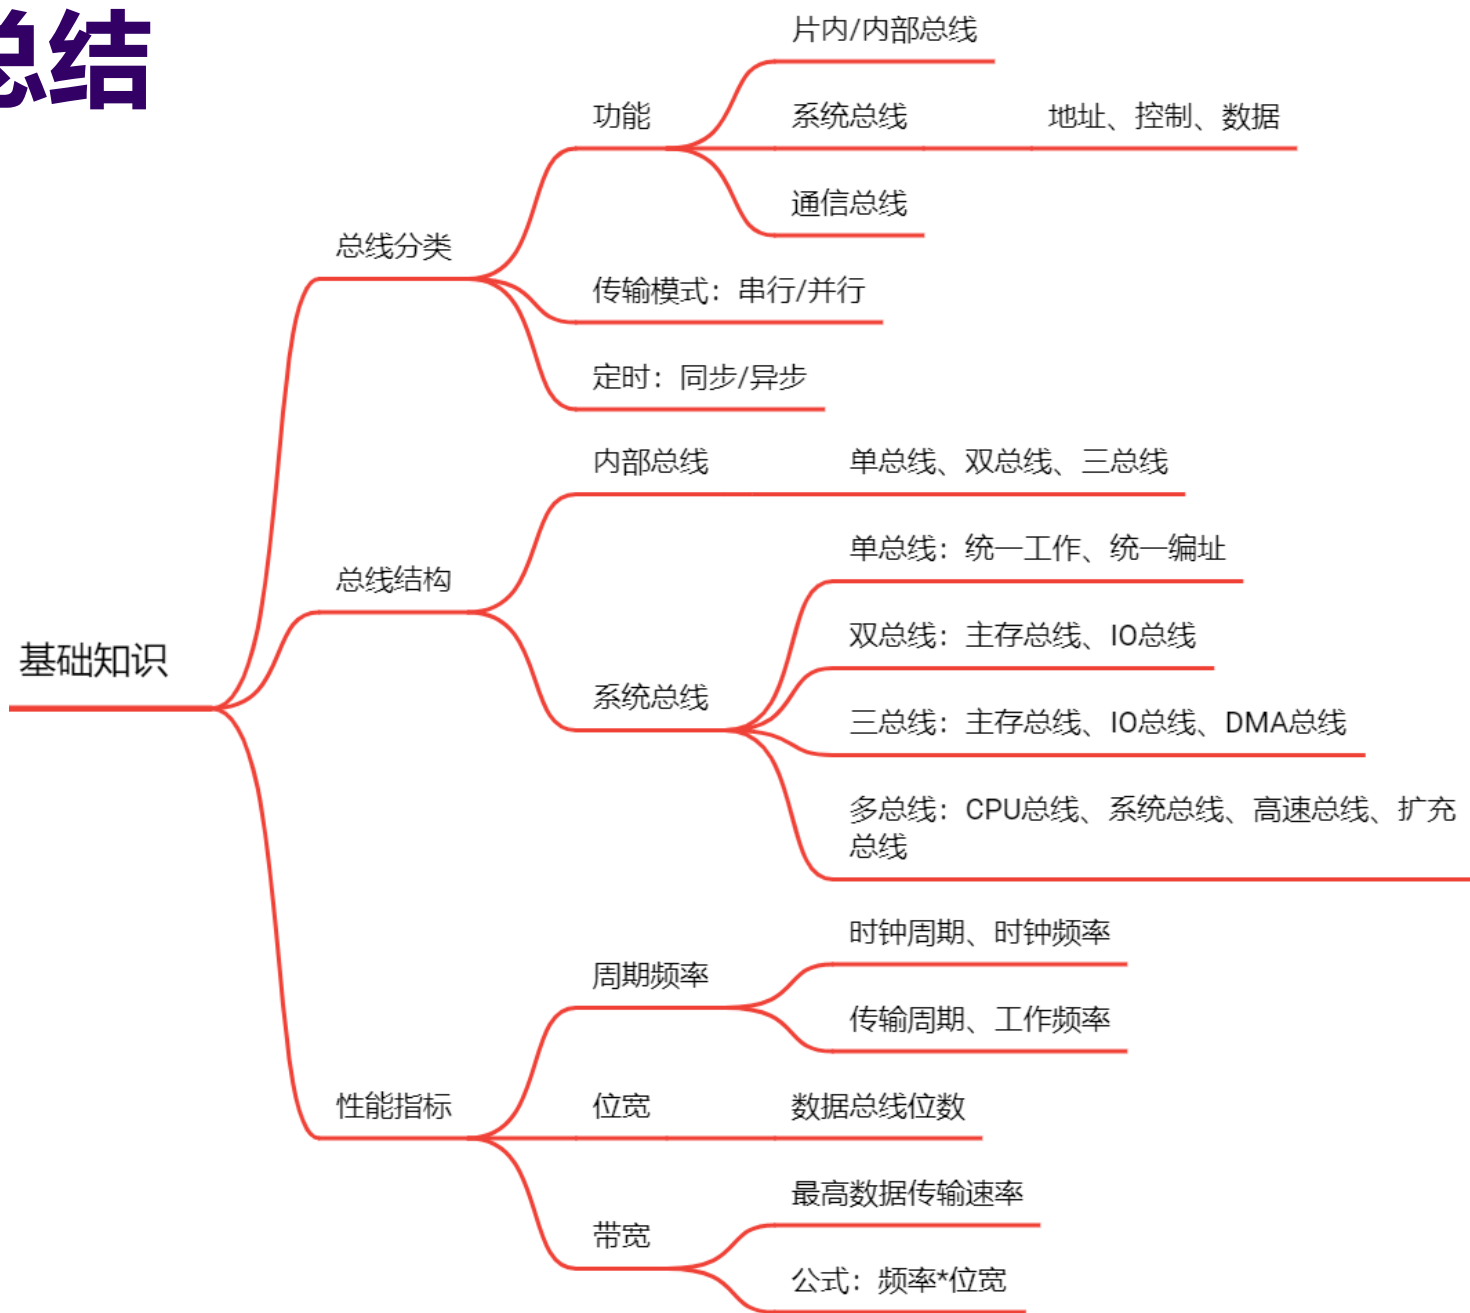 总结
片内/内部总线
功能
系统总线
地址、控制、数据
通信总线
总线分类
传输模式：串行/并行
定时：同步/异步
内部总线
单总线、双总线、三总线
单总线：统一工作、统一编址
总线结构
双总线：主存总线、IO总线
基础知识
系统总线
三总线：主存总线、IO总线、DMA总线
多总线：CPU总线、系统总线、高速总线、扩充
总线
时钟周期、时钟频率
周期频率
传输周期、工作频率
性能指标
位宽
数据总线位数
最高数据传输速率
带宽
公式：频率*位宽